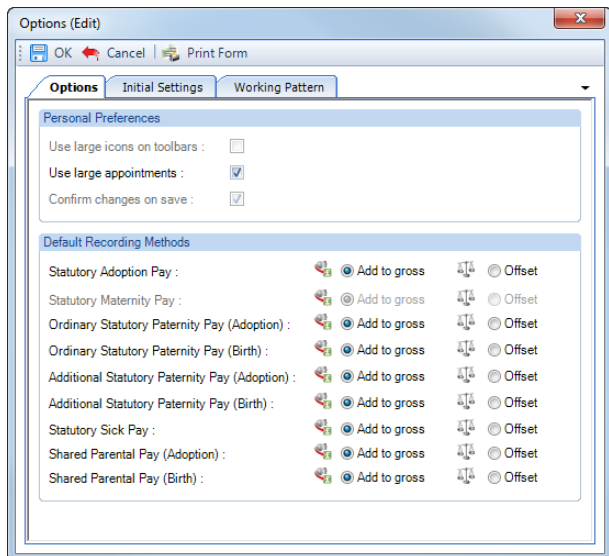 Options (Edit)
OK Cancel Print Form
Options Initial Settings Working Pattern
Personal Preferences
Use large icons on toolbars :
Use large appointments :
Confirm changes on save :
Default Recording Methods
Statutory Adoption Pay : Add to gross Offset
Statutory Maternity Pay : Add to gross Offset
Ordinary Statutory Paternity Pay (Adoption) : Add to gross Offset
Ordinary Statutory Paternity Pay (Birth) : Add to gross Offset
Additional Statutory Paternity Pay (Adoption) : Add to gross Offset
Additional Statutory Paternity Pay (Birth) : Add to gross Offset
Statutory Sick Pay : Add to gross Offset
Shared Parental Pay (Adoption) : Add to gross Offset
Shared Parental Pay (Birth) : Add to gross Offset